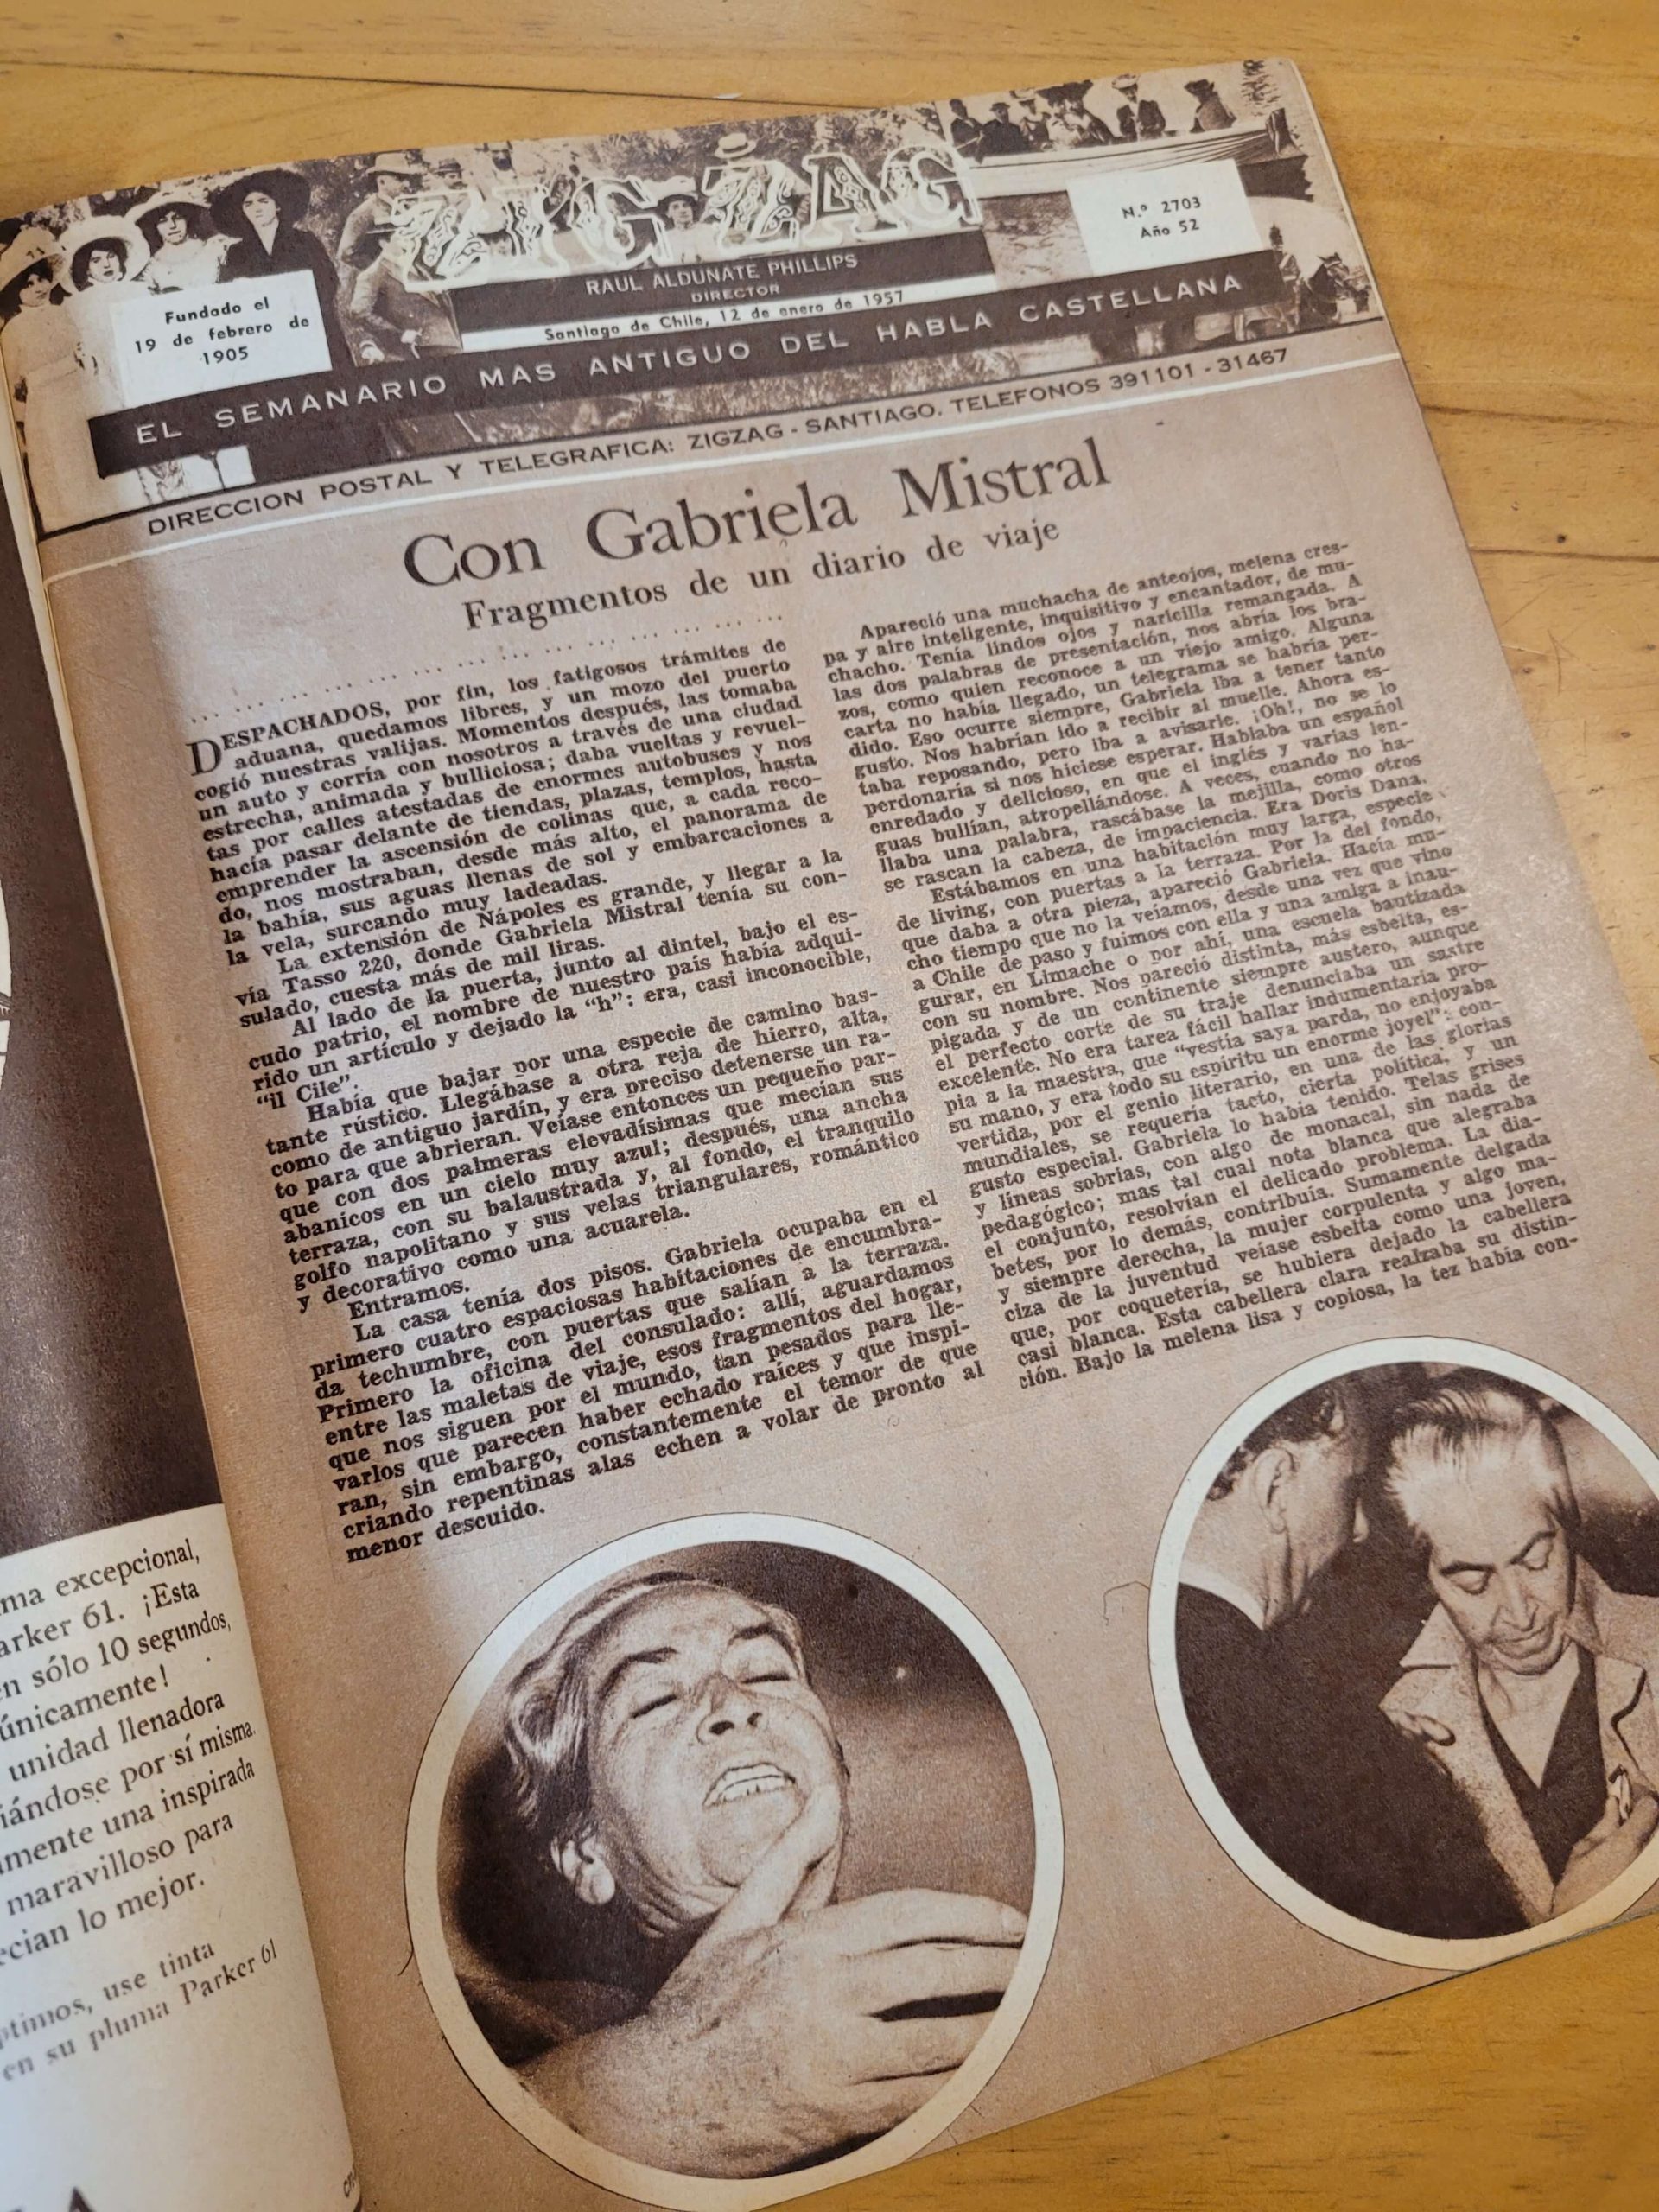 ZIG-ZAG
Fundado el
19 de febrero de
1905
RAUL ALDUNATE PHILLIPS
DIRECTOR
Santiago de Chile, 12 de enero de 1957
N.º 2703
Año 52
EL SEMANARIO MAS ANTIGUO DEL HABLA CASTELLANA
DIRECCION POSTAL Y TELEGRAFICA: ZIGZAG - SANTIAGO. TELEFONOS 391101 - 31467
Con Gabriela Mistral
Fragmentos de un diario de viaje
... ... ... ... ... ... ... ... ... ... ... ... ... ...
DESPACHADOS, por fin, los fatigosos trámites de
aduana, quedamos libres, y un mozo del puerto
cogió nuestras valijas. Momentos después, las tomaba
un auto y corría con nosotros a través de una ciudad
estrecha, animada y bulliciosa; daba vueltas y revuel-
tas por calles atestadas de enormes autobuses y nos
hacía pasar delante de tiendas, plazas, templos, hasta
emprender la ascensión de colinas que, a cada reco-
do, nos mostraban, desde más alto, el panorama de
la bahía, sus aguas llenas de sol y embarcaciones a
la vela, surcando muy ladeadas.
La extensión de Nápoles es grande, y llegar a la
vía Tasso 220, donde Gabriela Mistral tenía su con-
sulado, cuesta más de mil liras.
Al lado de la puerta, junto al dintel, bajo el es-
cudo patrio, el nombre de nuestro país había adqui-
rido un artículo y dejado la "h": era, casi inconocible,
"il Cile".
Había que bajar por una especie de camino bas-
tante rústico. Llegábase a otra reja de hierro, alta,
como de antiguo jardín, y era preciso detenerse un ra-
to para que abrieran. Veíase entonces un pequeño par-
que con dos palmeras elevadísimas que mecían sus
abanicos en un cielo muy azul; después, una ancha
terraza, con su balaustrada y, al fondo, el tranquilo
golfo napolitano y sus velas triangulares, romántico
y decorativo como una acuarela.
Entramos.
La casa tenía dos pisos. Gabriela ocupaba en el
primero cuatro espaciosas habitaciones de encumbra-
da techumbre, con puertas que salían a la terraza.
Primero la oficina del consulado: allí, aguardamos
entre las maletas de viaje, esos fragmentos del hogar,
que nos siguen por el mundo, tan pesados para lle-
varlos que parecen haber echado raíces y que inspi-
ran, sin embargo, constantemente el temor de que
criando repentinas alas echen a volar de pronto al
menor descuido.
Apareció una muchacha de anteojos, melena cres-
pa y aire inteligente, inquisitivo y encantador, de mu-
chacho. Tenía lindos ojos y naricilla remangada. A
las dos palabras de presentación, nos abría los bra-
zos, como quien reconoce a un viejo amigo. Alguna
carta no había llegado, un telegrama se habría per-
dido. Eso ocurre siempre, Gabriela iba a tener tanto
gusto. Nos habrían ido a recibir al muelle. Ahora es-
taba reposando, pero iba a avisarle. ¡Oh!, no se lo
perdonaría si nos hiciese esperar. Hablaba un español
enredado y delicioso, en que el inglés y varias len-
guas bullían, atropellándose. A veces, cuando no ha-
llaba una palabra, rascábase la mejilla, como otros
se rascan la cabeza, de impaciencia. Era Doris Dana.
Estábamos en una habitación muy larga, especie
de living, con puertas a la terraza. Por la del fondo,
que daba a otra pieza, apareció Gabriela. Hacía mu-
cho tiempo que no la veíamos, desde una vez que vino
a Chile de paso y fuimos con ella y una amiga a inau-
gurar, en Limache o por ahí, una escuela bautizada
con su nombre. Nos pareció distinta, más esbelta, es-
pigada y de un continente siempre austero, aunque
el perfecto corte de su traje denunciaba un sastre
excelente. No era tarea fácil hallar indumentaria pro-
pia a la maestra, que "vestía saya parda, no enjoyaba
su mano, y era todo su espíritu un enorme joyel": con-
vertida, por el genio literario, en una de las glorias
mundiales, se requería tacto, cierta política, y un
gusto especial. Gabriela lo había tenido. Telas grises
y líneas sobrias, con algo de monacal, sin nada de
pedagógico; mas tal cual nota blanca que alegraba
el conjunto, resolvían el delicado problema. La dia-
betes, por lo demás, contribuía. Sumamente delgada
y siempre derecha, la mujer corpulenta y algo ma-
ciza de la juventud veíase esbelta como una joven,
que, por coquetería, se hubiera dejado la cabellera
casi blanca. Esta cabellera clara realzaba su distin-
ción. Bajo la melena lisa y copiosa, la tez había con-
ma excepcional,
arker 61. ¡Esta
en sólo 10 segundos,
únicamente!
unidad llenadora
iándose por sí misma.
amente una inspirada
maravilloso para
ecian lo mejor.
ptimos, use tinta
en su pluma Parker 61